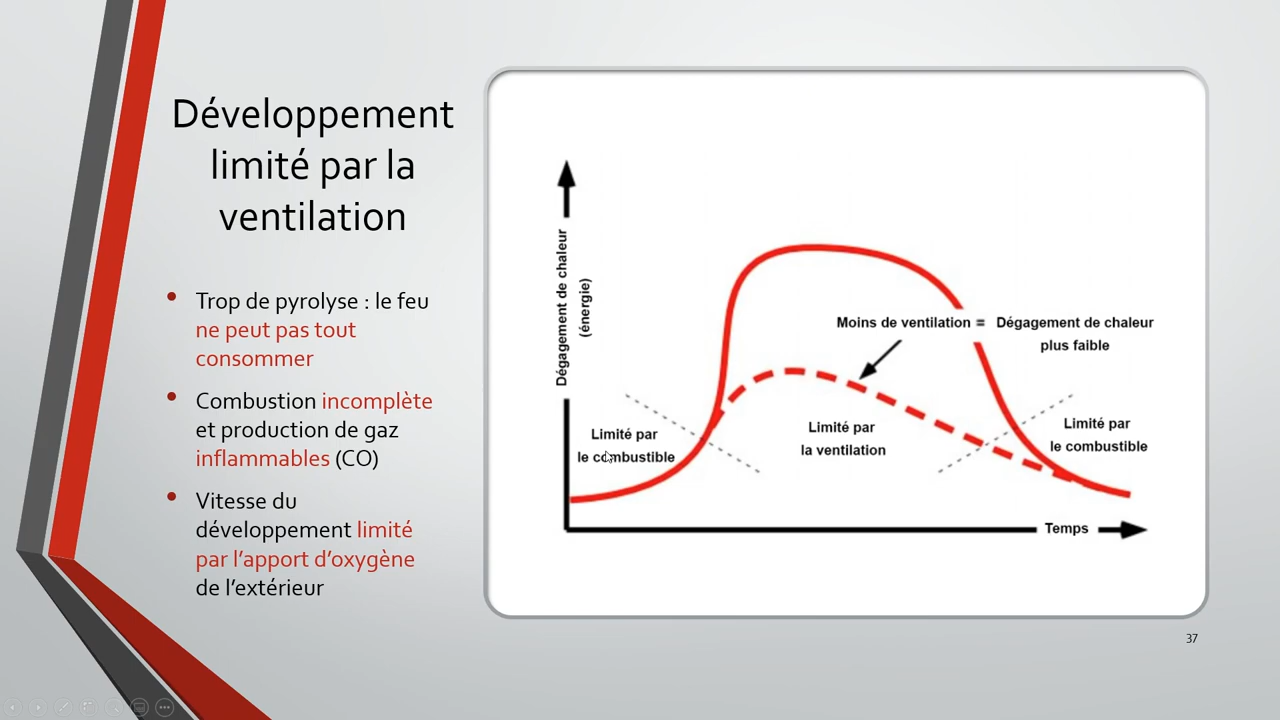 Développement
limité par la
ventilation
• Trop de pyrolyse : le feu
ne peut pas tout
consommer
• Combustion incomplète
et production de gaz
inflammables (CO)
• Vitesse du
développement limité
par l’apport d’oxygène
de l’extérieur
Dégagement de chaleur
(énergie)
Moins de ventilation = Dégagement de chaleur
plus faible
Limité par
le combustible
Limité par
la ventilation
Limité par
le combustible
Temps
37